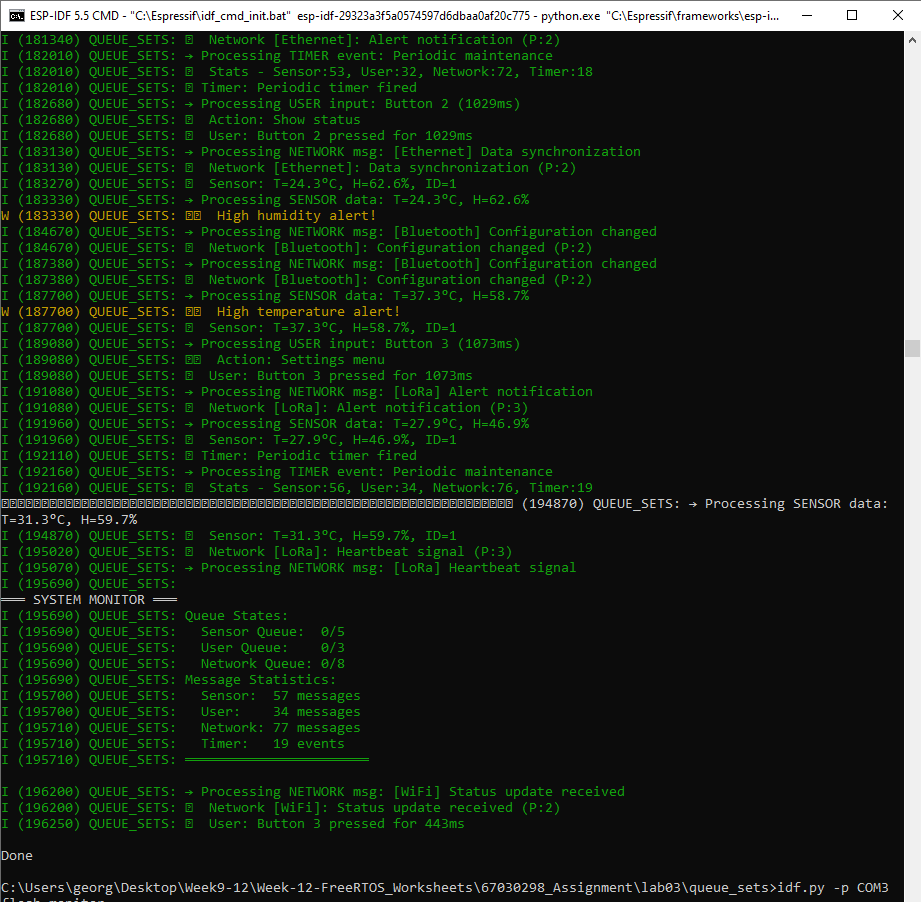 ESP-IDF 5.5 CMD - "C:\Espressif\idf_cmd_init.bat" esp-idf-29323a3f5a0574597d6dbaa0af20c775 - python.exe "C:\Espressif\frameworks\esp-i...
I (181340) QUEUE_SETS: Network [Ethernet]: Alert notification (P:2)
I (182010) QUEUE_SETS: → Processing TIMER event: Periodic maintenance
I (182010) QUEUE_SETS: Stats - Sensor:53, User:32, Network:72, Timer:18
I (182010) QUEUE_SETS: Timer: Periodic timer fired
I (182680) QUEUE_SETS: → Processing USER input: Button 2 (1029ms)
I (182680) QUEUE_SETS: Action: Show status
I (182680) QUEUE_SETS: User: Button 2 pressed for 1029ms
I (183130) QUEUE_SETS: → Processing NETWORK msg: [Ethernet] Data synchronization
I (183130) QUEUE_SETS: Network [Ethernet]: Data synchronization (P:2)
I (183270) QUEUE_SETS: Sensor: T=24.3°C, H=62.6%, ID=1
I (183330) QUEUE_SETS: → Processing SENSOR data: T=24.3°C, H=62.6%
W (183330) QUEUE_SETS: High humidity alert!
I (184670) QUEUE_SETS: → Processing NETWORK msg: [Bluetooth] Configuration changed
I (184670) QUEUE_SETS: Network [Bluetooth]: Configuration changed (P:2)
I (187380) QUEUE_SETS: → Processing NETWORK msg: [Bluetooth] Configuration changed
I (187380) QUEUE_SETS: Network [Bluetooth]: Configuration changed (P:2)
I (187700) QUEUE_SETS: → Processing SENSOR data: T=37.3°C, H=58.7%
W (187700) QUEUE_SETS: High temperature alert!
I (187700) QUEUE_SETS: Sensor: T=37.3°C, H=58.7%, ID=1
I (189080) QUEUE_SETS: → Processing USER input: Button 3 (1073ms)
I (189080) QUEUE_SETS: Action: Settings menu
I (189080) QUEUE_SETS: User: Button 3 pressed for 1073ms
I (191080) QUEUE_SETS: → Processing NETWORK msg: [LoRa] Alert notification
I (191080) QUEUE_SETS: Network [LoRa]: Alert notification (P:3)
I (191960) QUEUE_SETS: → Processing SENSOR data: T=27.9°C, H=46.9%
I (191960) QUEUE_SETS: Sensor: T=27.9°C, H=46.9%, ID=1
I (192110) QUEUE_SETS: Timer: Periodic timer fired
I (192160) QUEUE_SETS: → Processing TIMER event: Periodic maintenance
I (192160) QUEUE_SETS: Stats - Sensor:56, User:34, Network:76, Timer:19
(194870) QUEUE_SETS: → Processing SENSOR data:
T=31.3°C, H=59.7%
I (194870) QUEUE_SETS: Sensor: T=31.3°C, H=59.7%, ID=1
I (195020) QUEUE_SETS: Network [LoRa]: Heartbeat signal (P:3)
I (195070) QUEUE_SETS: → Processing NETWORK msg: [LoRa] Heartbeat signal
I (195690) QUEUE_SETS:
═══ SYSTEM MONITOR ═══
I (195690) QUEUE_SETS: Queue States:
I (195690) QUEUE_SETS: Sensor Queue: 0/5
I (195690) QUEUE_SETS: User Queue: 0/3
I (195690) QUEUE_SETS: Network Queue: 0/8
I (195690) QUEUE_SETS: Message Statistics:
I (195700) QUEUE_SETS: Sensor: 57 messages
I (195700) QUEUE_SETS: User: 34 messages
I (195710) QUEUE_SETS: Network: 77 messages
I (195710) QUEUE_SETS: Timer: 19 events
I (195710) QUEUE_SETS: ═══════════════════════
I (196200) QUEUE_SETS: → Processing NETWORK msg: [WiFi] Status update received
I (196200) QUEUE_SETS: Network [WiFi]: Status update received (P:2)
I (196250) QUEUE_SETS: User: Button 3 pressed for 443ms
Done
C:\Users\georg\Desktop\Week9-12\Week-12-FreeRTOS_Worksheets\67030298_Assignment\lab03\queue_sets>idf.py -p COM3
flash monitor